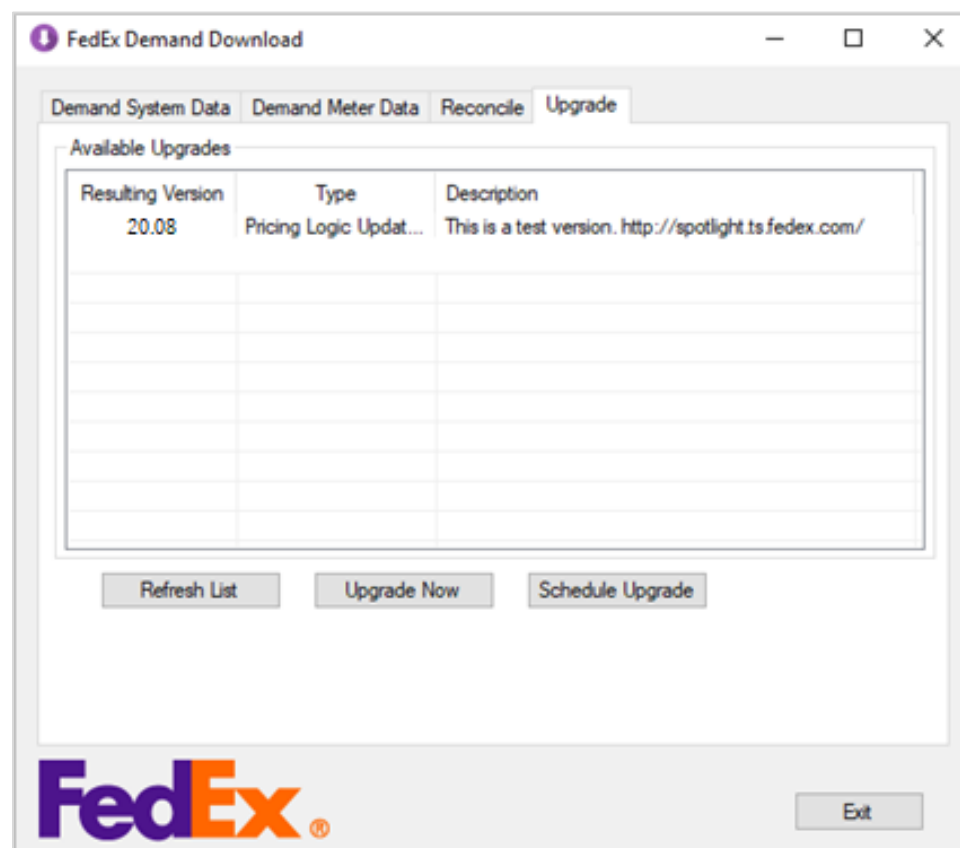 FedEx Demand Download
Demand System Data Demand Meter Data Reconcile Upgrade
Available Upgrades
Resulting Version Type Description
20.08 Pricing Logic Updat... This is a test version. http://spotlight.ts.fedex.com/
Refresh List Upgrade Now Schedule Upgrade
FedEx ®
Exit